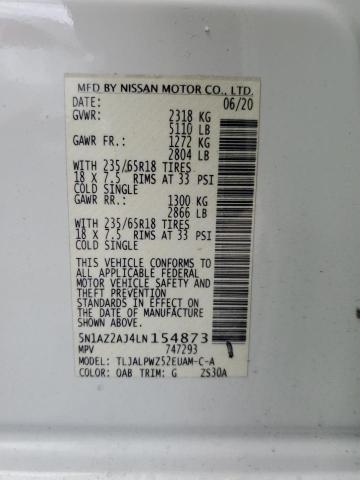 MFD BY NISSAN MOTOR CO., LTD.
DATE: 06/20
GVWR: 2318 KG
5110 LB
GAWR FR.: 1272 KG
2804 LB
WITH 235/65R18 TIRES
18 X 7.5 RIMS AT 33 PSI
COLD SINGLE
GAWR RR.: 1300 KG
2866 LB
WITH 235/65R18 TIRES
18 X 7.5 RIMS AT 33 PSI
COLD SINGLE
THIS VEHICLE CONFORMS TO
ALL APPLICABLE FEDERAL
MOTOR VEHICLE SAFETY AND
THEFT PREVENTION
STANDARDS IN EFFECT ON
THE DATE OF MANUFACTURE
SHOWN ABOVE.
5N1AZ2AJ4LN154873
MPV 747293
MODEL: TLJALPWZ52EUAM-C-A
COLOR: QAB TRIM: G ZS30A